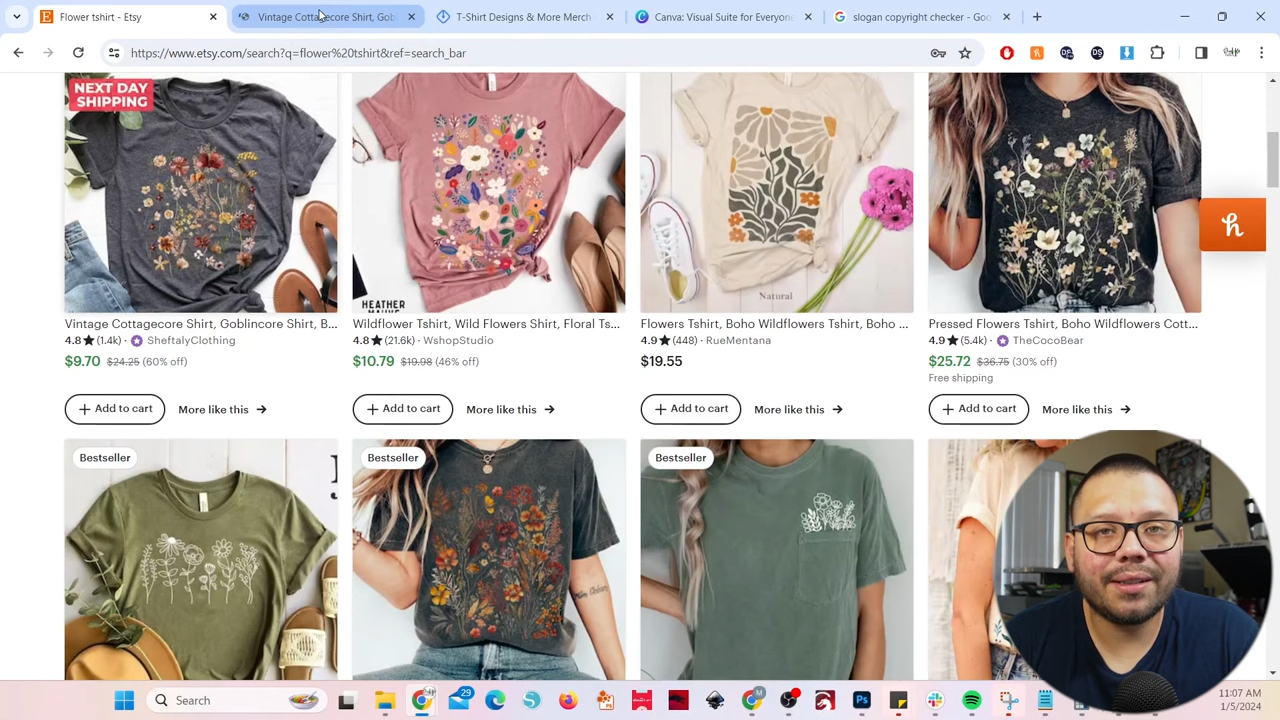 Flower tshirt - Etsy
Vintage Cottagecore Shirt, Gobl
T-Shirt Designs & More Merch
Canva: Visual Suite for Everyone
slogan copyright checker - Goo
https://www.etsy.com/search?q=flower%20tshirt&ref=search_bar
NEXT DAY
SHIPPING
HEATHER
Natural
Vintage Cottagecore Shirt, Goblincore Shirt, B...
Wildflower Tshirt, Wild Flowers Shirt, Floral Ts...
Flowers Tshirt, Boho Wildflowers Tshirt, Boho ...
Pressed Flowers Tshirt, Boho Wildflowers Cott...
4.8 ★ (1.4k) · SheftalyClothing
4.8 ★ (21.6k) · WshopStudio
4.9 ★ (448) · RueMentana
4.9 ★ (5.4k) · TheCocoBear
$9.70 $24.25 (60% off)
$10.79 $19.98 (46% off)
$19.55
$25.72 $36.75 (30% off)
Free shipping
+ Add to cart More like this →
+ Add to cart More like this →
+ Add to cart More like this →
+ Add to cart More like this →
Bestseller
Bestseller
Bestseller
Search
29
11:07 AM
1/5/2024